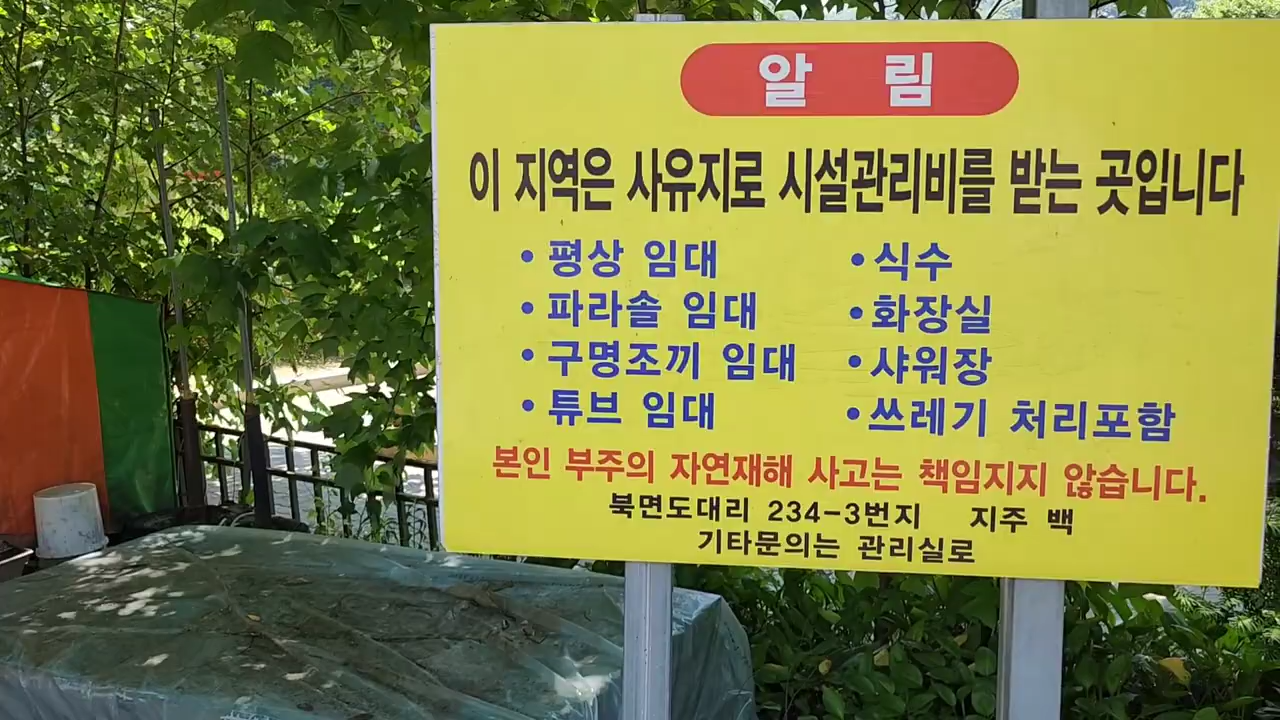 알 림
이 지역은 사유지로 시설관리비를 받는 곳입니다
• 평상 임대
• 파라솔 임대
• 구명조끼 임대
• 튜브 임대
• 식수
• 화장실
• 샤워장
• 쓰레기 처리포함
본인 부주의 자연재해 사고는 책임지지 않습니다.
북면도대리 234-3번지 지주 백
기타문의는 관리실로